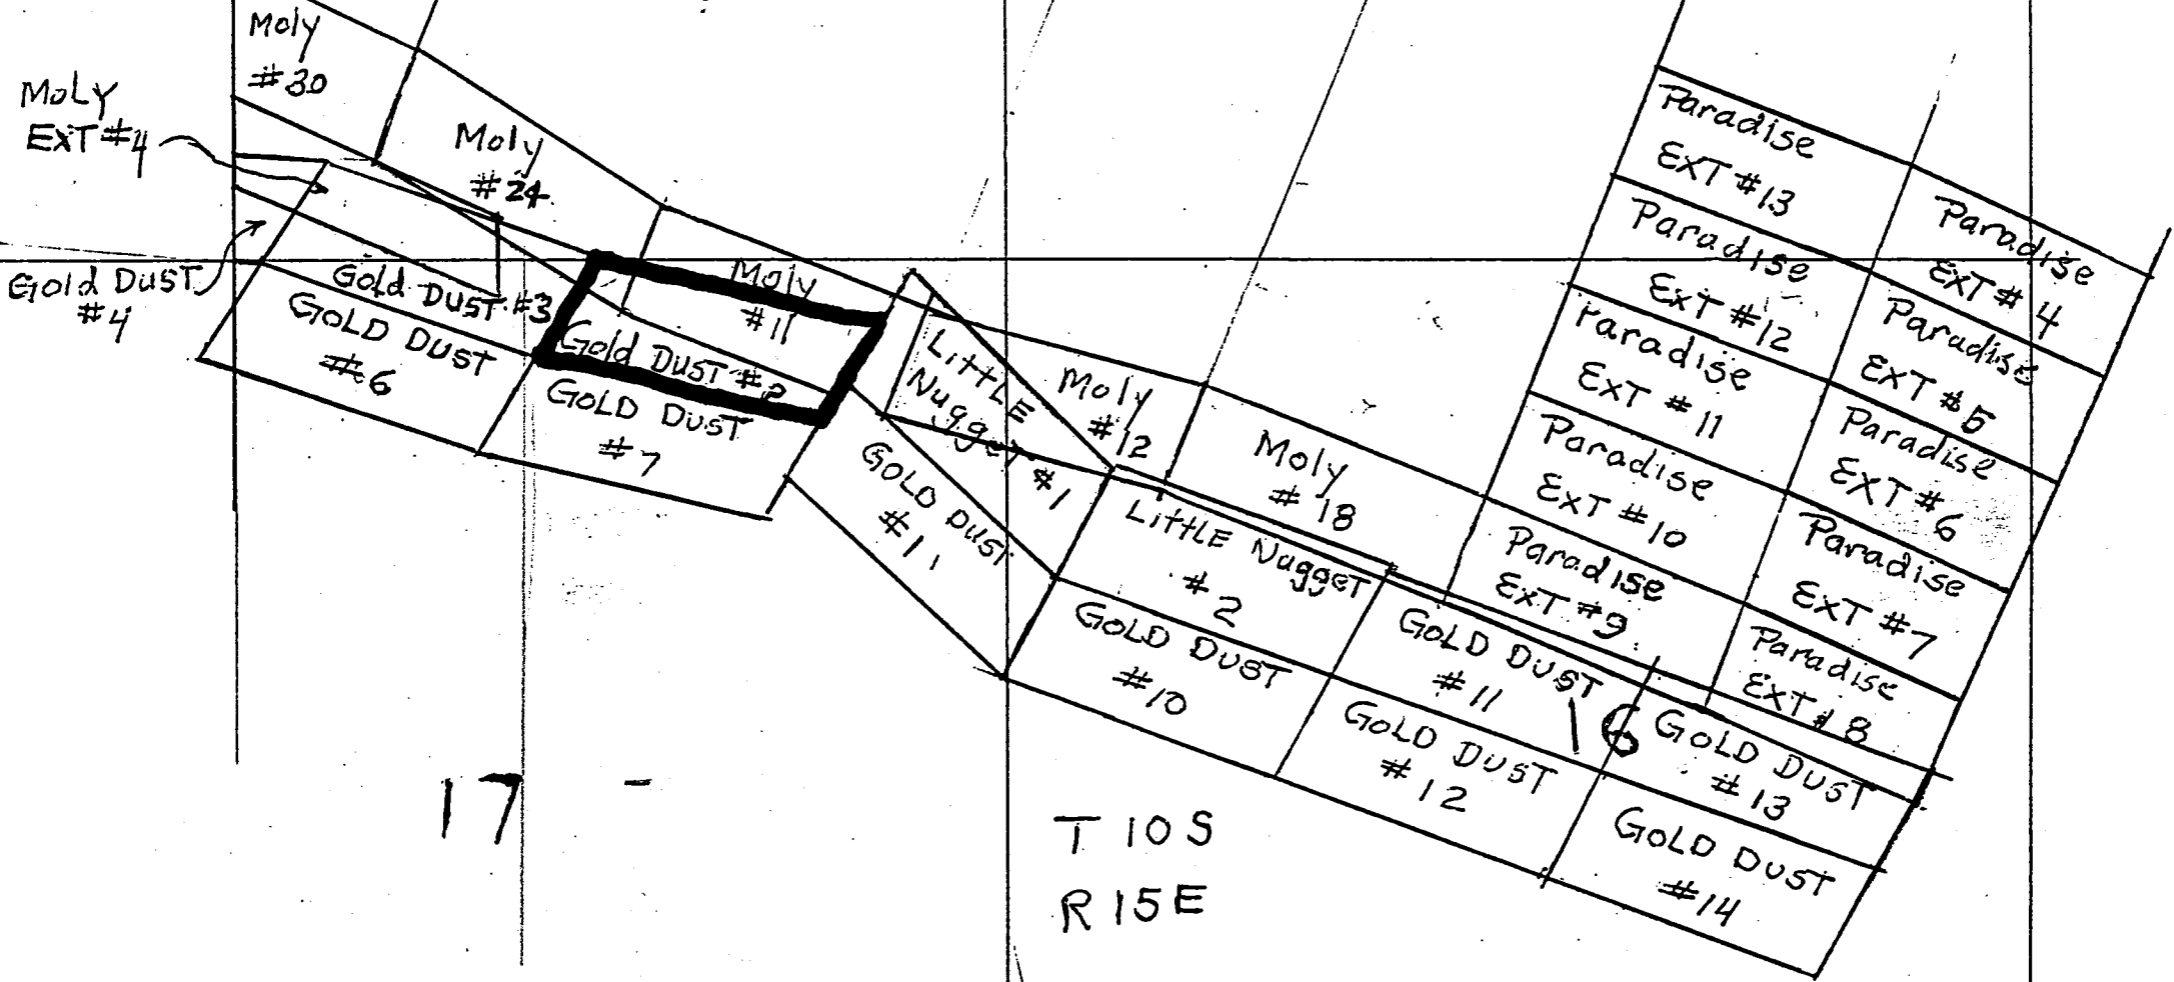 Moly
#30
MoLy
EXT #4
Moly
#24
Gold DUST
#4
Gold DUST #3
GOLD DUST
#6
Moly
#11
Gold DUST #2
GOLD DUST
#7
LITTLE
Nugget #1
GOLD DUST
#1
Moly
#12
Moly
#18
LITTLE Nugget
#2
GOLD DUST
#10
GOLD DUST
#11
GOLD DUST
#12
GOLD DUST
#13
GOLD DUST
#14
Paradise
EXT #13
Paradise
EXT #12
Paradise
EXT #11
Paradise
EXT #10
Paradise
EXT #9
Paradise
EXT #4
Paradise
EXT #5
Paradise
EXT #6
Paradise
EXT #7
Paradise
EXT #8
16
17
T 10 S
R 15 E